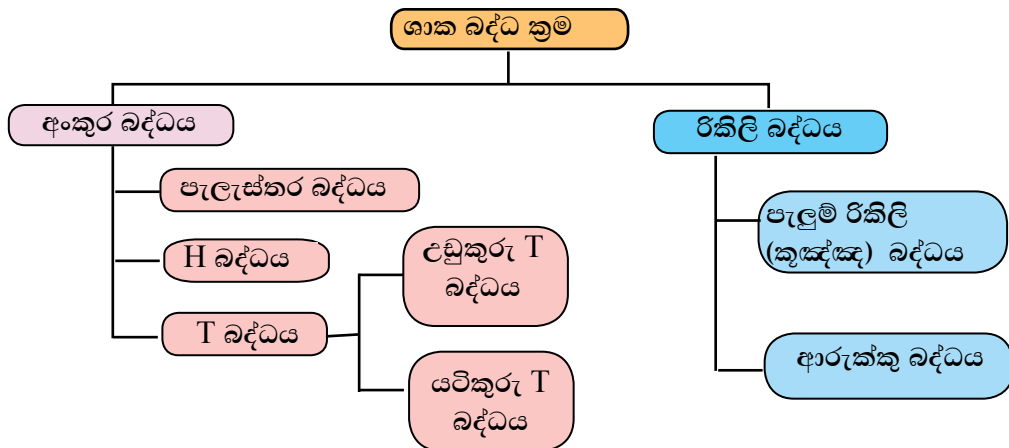 ශාක බද්ධ ක්‍රම
අංකුර බද්ධය
රිකිලි බද්ධය
පැලැස්තර බද්ධය
H බද්ධය
T බද්ධය
උඩුකුරු T
බද්ධය
යටිකුරු T
බද්ධය
පැලුම් රිකිලි
(කූඤ්ඤ) බද්ධය
ආරුක්කු බද්ධය